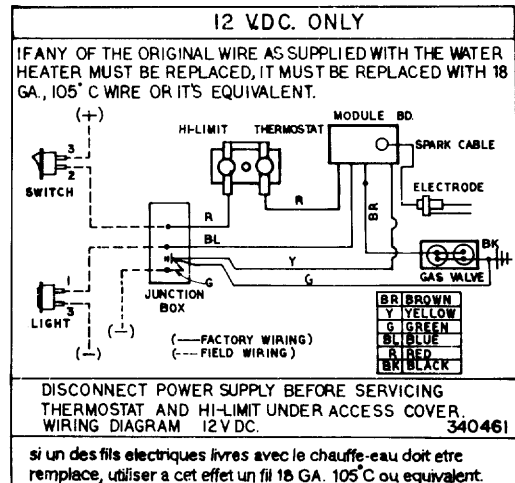 12 V.DC. ONLY
IF ANY OF THE ORIGINAL WIRE AS SUPPLIED WITH THE WATER
HEATER MUST BE REPLACED, IT MUST BE REPLACED WITH 18
GA., 105° C WIRE OR IT'S EQUIVALENT.
(+)
MODULE BD.
HI-LIMIT THERMOSTAT
SPARK CABLE
3
2
SWITCH
ELECTRODE
R
BR
R
BL
BK
Y
G
G
GAS VALVE
1
3
LIGHT
JUNCTION
BOX
(-)
(-)
(——FACTORY WIRING)
(---FIELD WIRING)
BR BROWN
Y YELLOW
G GREEN
BL BLUE
R RED
BK BLACK
DISCONNECT POWER SUPPLY BEFORE SERVICING
THERMOSTAT AND HI-LIMIT UNDER ACCESS COVER.
WIRING DIAGRAM 12 V DC. 340461
si un des fils electriques livres avec le chauffe-eau doit etre
remplace, utiliser a cet effet un fil 18 GA. 105°C ou equivalent.